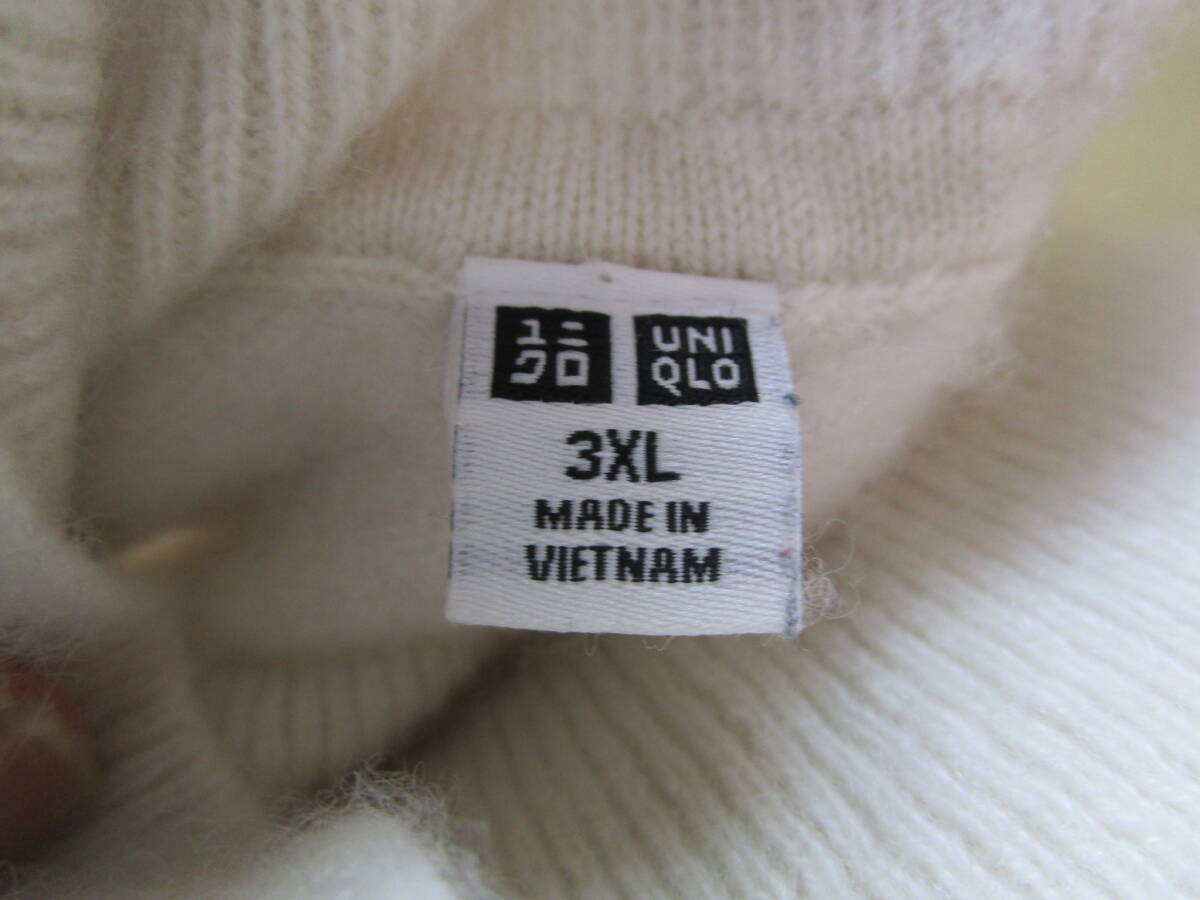 ユニ
クロ
UNI
QLO
3XL
MADE IN
VIETNAM